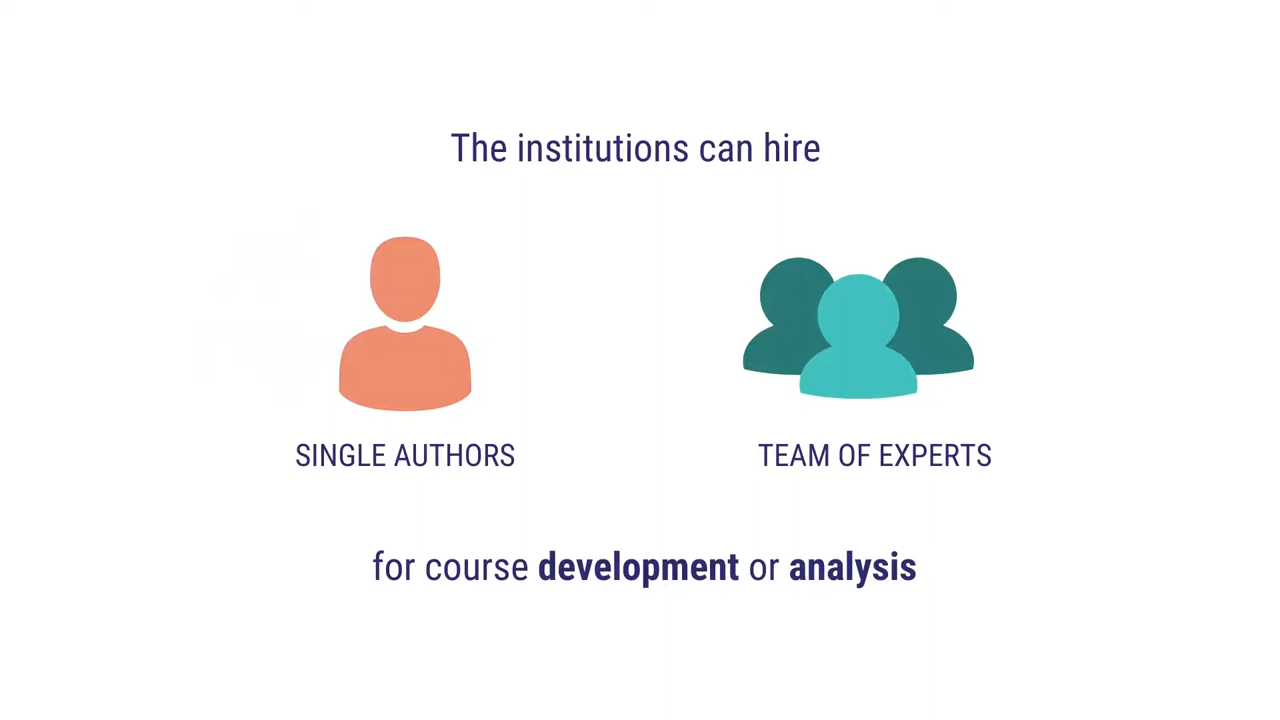 The institutions can hire
SINGLE AUTHORS
TEAM OF EXPERTS
for course development or analysis